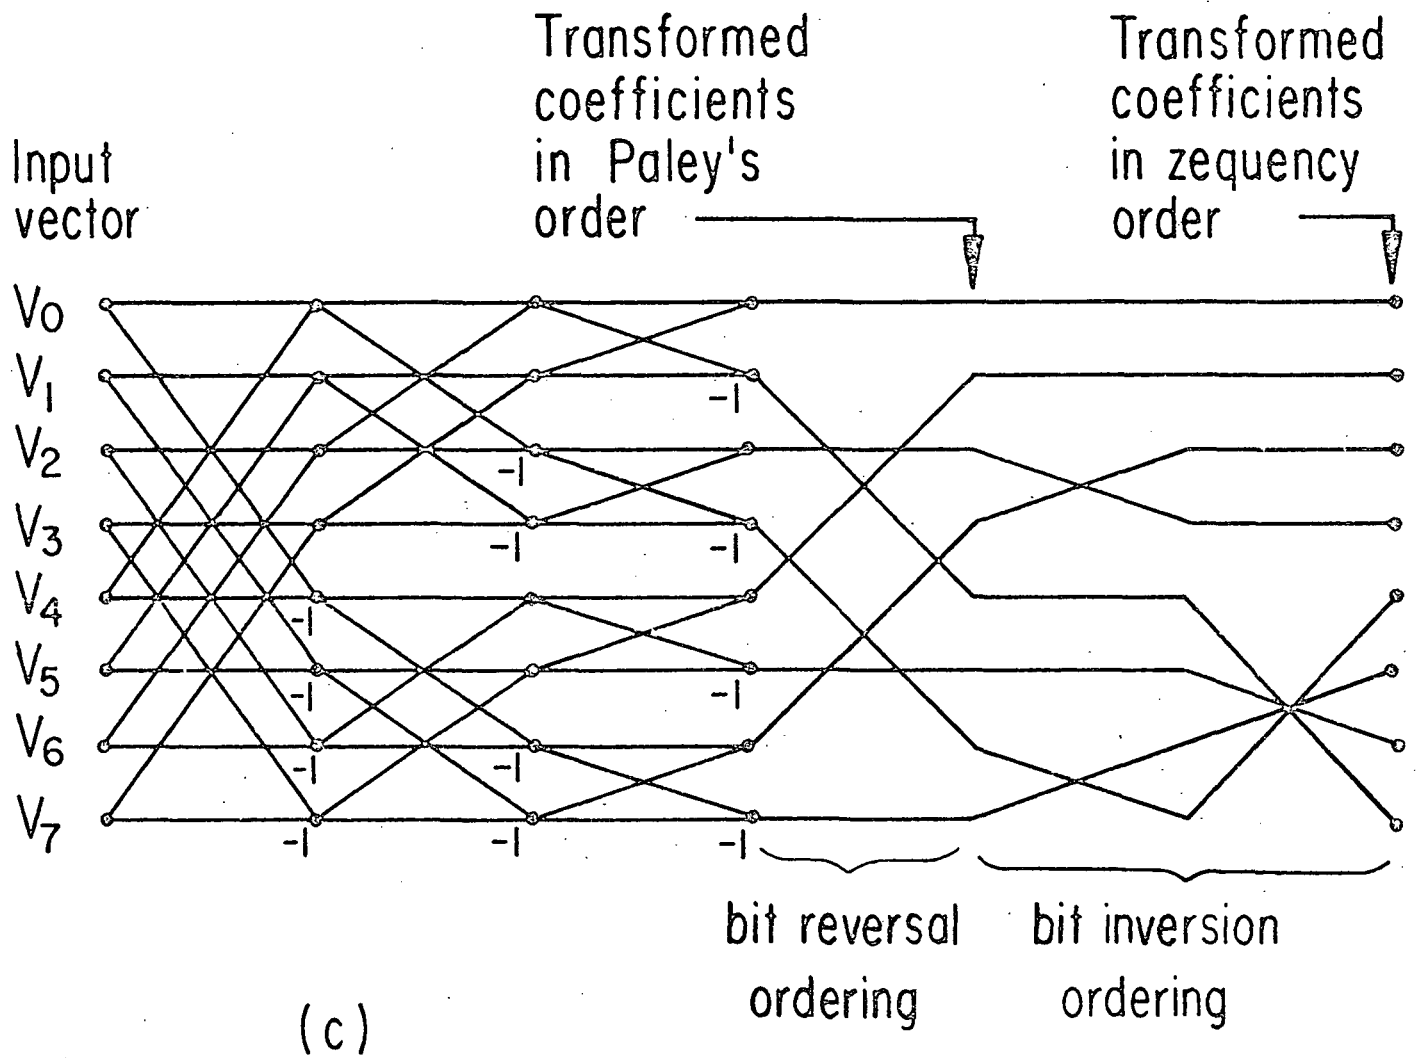 Transformed
coefficients
in Paley's
order
Transformed
coefficients
in zequency
order
Input
vector
V0
V1
V2
V3
V4
V5
V6
V7
-1
-1
-1
-1
-1
-1
-1
-1
-1
-1
-1
-1
bit reversal
ordering
bit inversion
ordering
(c)